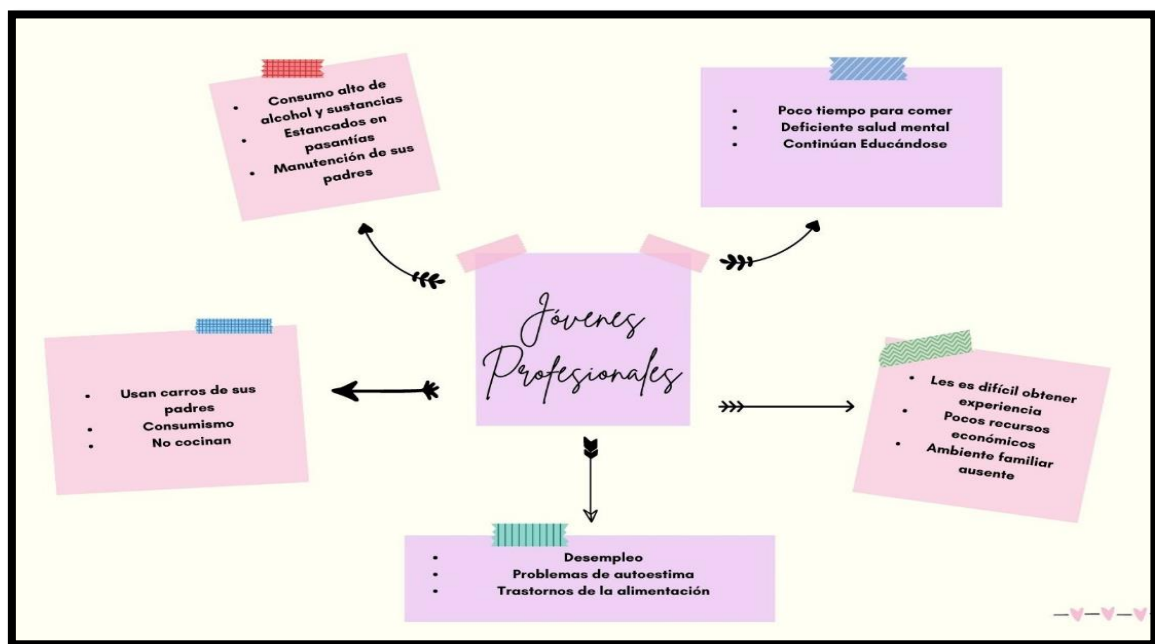 • Consumo alto de
alcohol y sustancias
• Estancados en
pasantías
• Manutención de sus
padres
• Poco tiempo para comer
• Deficiente salud mental
• Continúan Educándose
Jóvenes
Profesionales
• Usan carros de sus
padres
• Consumismo
• No cocinan
• Les es difícil obtener
experiencia
• Pocos recursos
económicos
• Ambiente familiar
ausente
• Desempleo
• Problemas de autoestima
• Trastornos de la alimentación